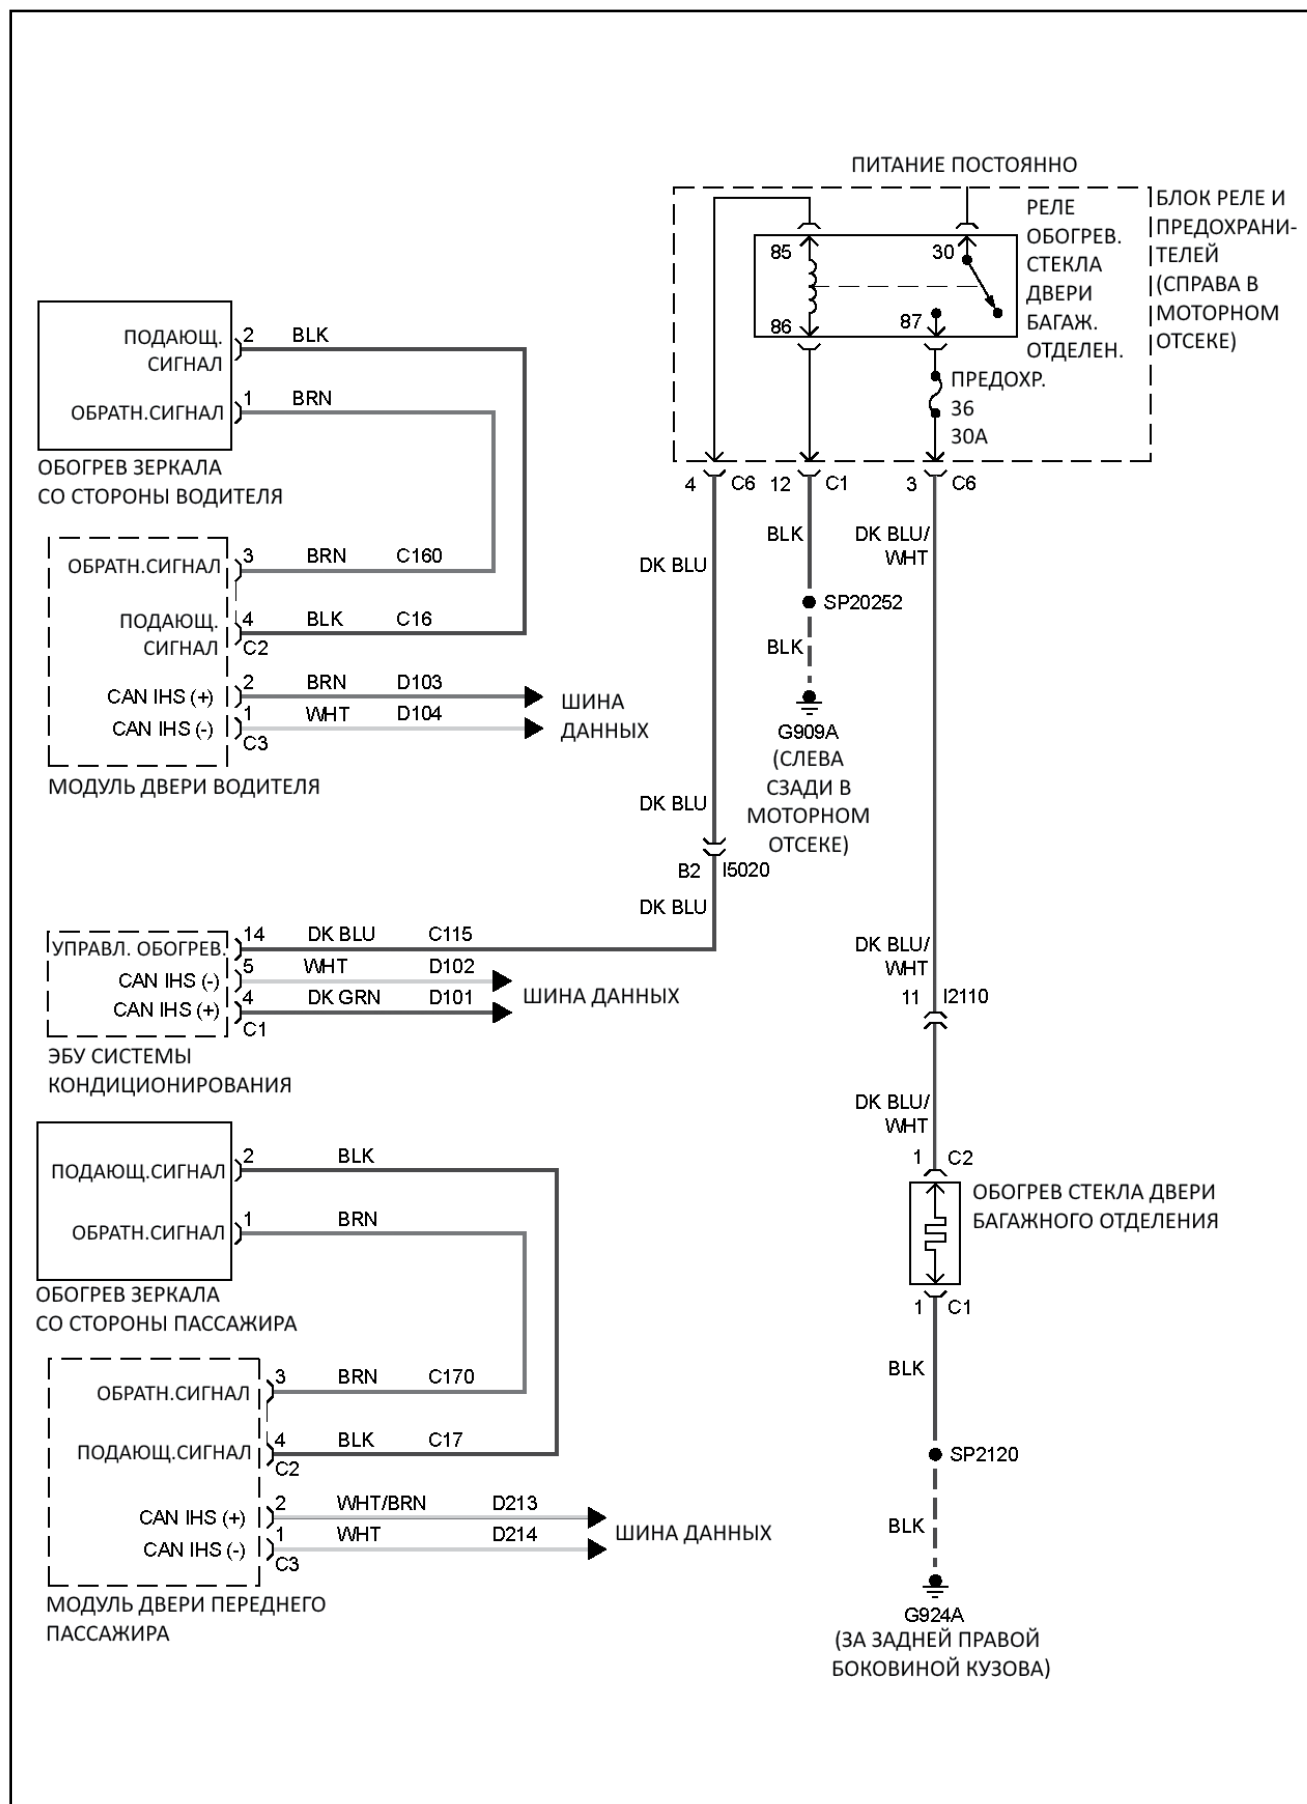 ПИТАНИЕ ПОСТОЯННО
БЛОК РЕЛЕ И
ПРЕДОХРАНИ-
ТЕЛЕЙ
(СПРАВА В
МОТОРНОМ
ОТСЕКЕ)
РЕЛЕ
ОБОГРЕВ.
СТЕКЛА
ДВЕРИ
БАГАЖ.
ОТДЕЛЕН.
85
30
86
87
ПРЕДОХР.
36
30A
4
C6
12
C1
3
C6
ПОДАЮЩ.
СИГНАЛ
2
BLK
ОБРАТН.СИГНАЛ
1
BRN
ОБОГРЕВ ЗЕРКАЛА
СО СТОРОНЫ ВОДИТЕЛЯ
ОБРАТН.СИГНАЛ
3
BRN
C160
ПОДАЮЩ.
СИГНАЛ
4
BLK
C16
C2
CAN IHS (+)
2
BRN
D103
CAN IHS (-)
1
WHT
D104
C3
ШИНА
ДАННЫХ
МОДУЛЬ ДВЕРИ ВОДИТЕЛЯ
DK BLU
BLK
DK BLU/
WHT
SP20252
BLK
G909A
(СЛЕВА
СЗАДИ В
МОТОРНОМ
ОТСЕКЕ)
DK BLU
B2
I5020
DK BLU
УПРАВЛ. ОБОГРЕВ.
14
DK BLU
C115
CAN IHS (-)
5
WHT
D102
CAN IHS (+)
4
DK GRN
D101
C1
ШИНА ДАННЫХ
ЭБУ СИСТЕМЫ
КОНДИЦИОНИРОВАНИЯ
DK BLU/
WHT
11
I2110
DK BLU/
WHT
1
C2
ОБОГРЕВ СТЕКЛА ДВЕРИ
БАГАЖНОГО ОТДЕЛЕНИЯ
1
C1
BLK
SP2120
BLK
G924A
(ЗА ЗАДНЕЙ ПРАВОЙ
БОКОВИНОЙ КУЗОВА)
ПОДАЮЩ.СИГНАЛ
2
BLK
ОБРАТН.СИГНАЛ
1
BRN
ОБОГРЕВ ЗЕРКАЛА
СО СТОРОНЫ ПАССАЖИРА
ОБРАТН.СИГНАЛ
3
BRN
C170
ПОДАЮЩ.СИГНАЛ
4
BLK
C17
C2
CAN IHS (+)
2
WHT/BRN
D213
CAN IHS (-)
1
WHT
D214
C3
ШИНА ДАННЫХ
МОДУЛЬ ДВЕРИ ПЕРЕДНЕГО
ПАССАЖИРА